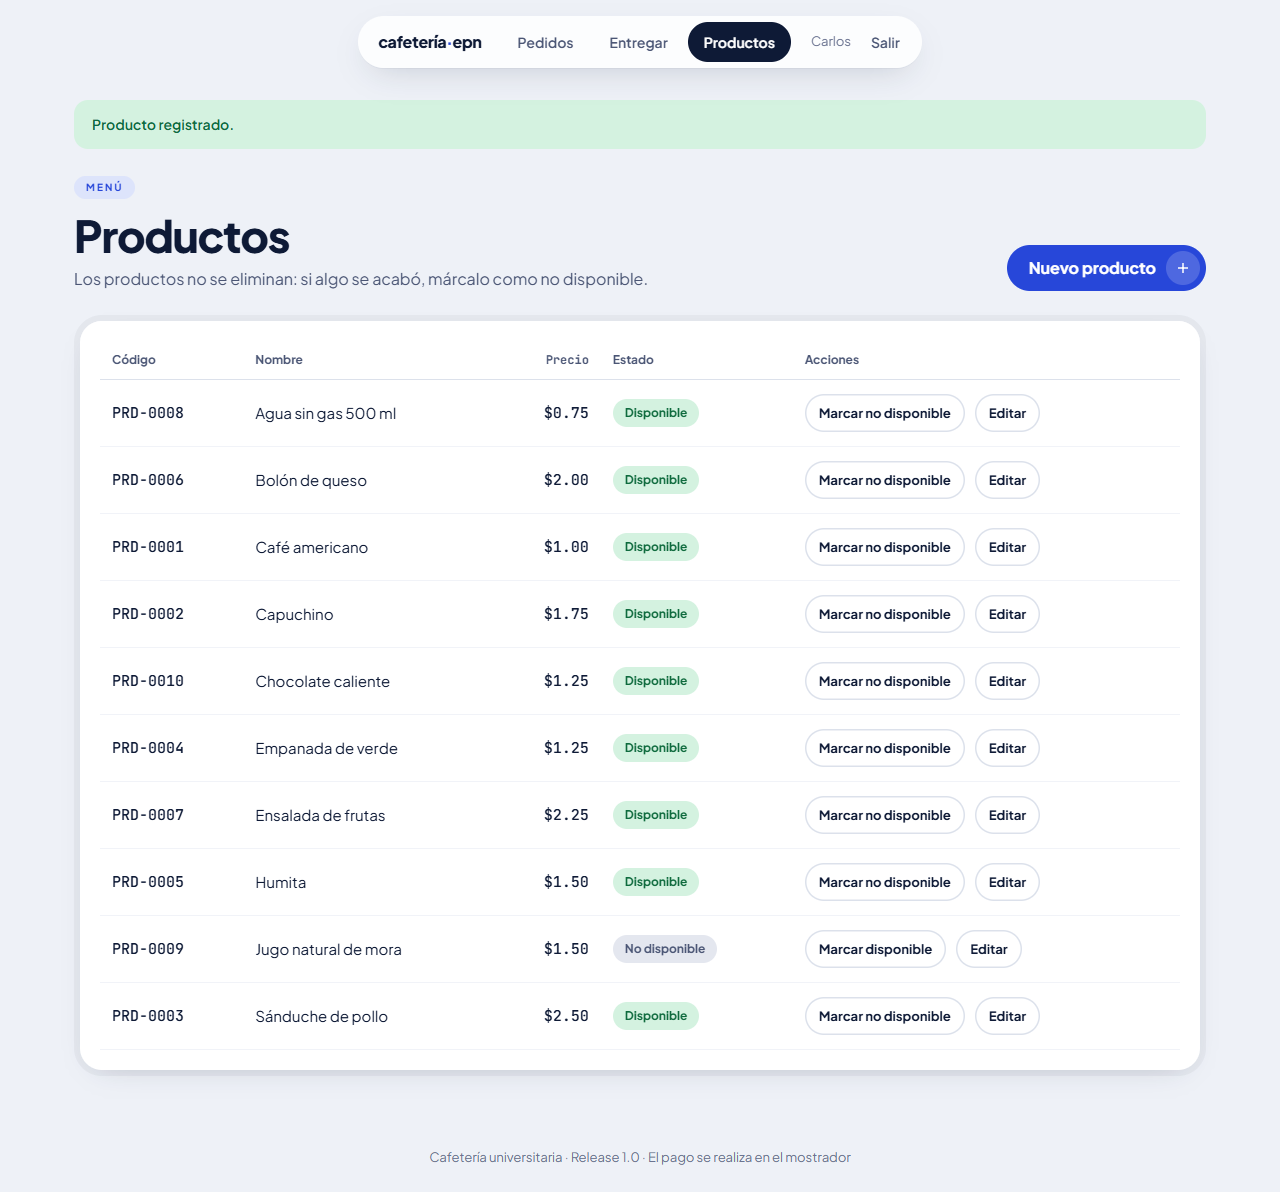 cafetería·epn Pedidos Entregar Productos Carlos Salir
Producto registrado.
MENÚ
Productos
Los productos no se eliminan: si algo se acabó, márcalo como no disponible.
Nuevo producto +
Código Nombre Precio Estado Acciones
PRD-0008 Agua sin gas 500 ml $0.75 Disponible Marcar no disponible Editar
PRD-0006 Bolón de queso $2.00 Disponible Marcar no disponible Editar
PRD-0001 Café americano $1.00 Disponible Marcar no disponible Editar
PRD-0002 Capuchino $1.75 Disponible Marcar no disponible Editar
PRD-0010 Chocolate caliente $1.25 Disponible Marcar no disponible Editar
PRD-0004 Empanada de verde $1.25 Disponible Marcar no disponible Editar
PRD-0007 Ensalada de frutas $2.25 Disponible Marcar no disponible Editar
PRD-0005 Humita $1.50 Disponible Marcar no disponible Editar
PRD-0009 Jugo natural de mora $1.50 No disponible Marcar disponible Editar
PRD-0003 Sánduche de pollo $2.50 Disponible Marcar no disponible Editar
Cafetería universitaria · Release 1.0 · El pago se realiza en el mostrador